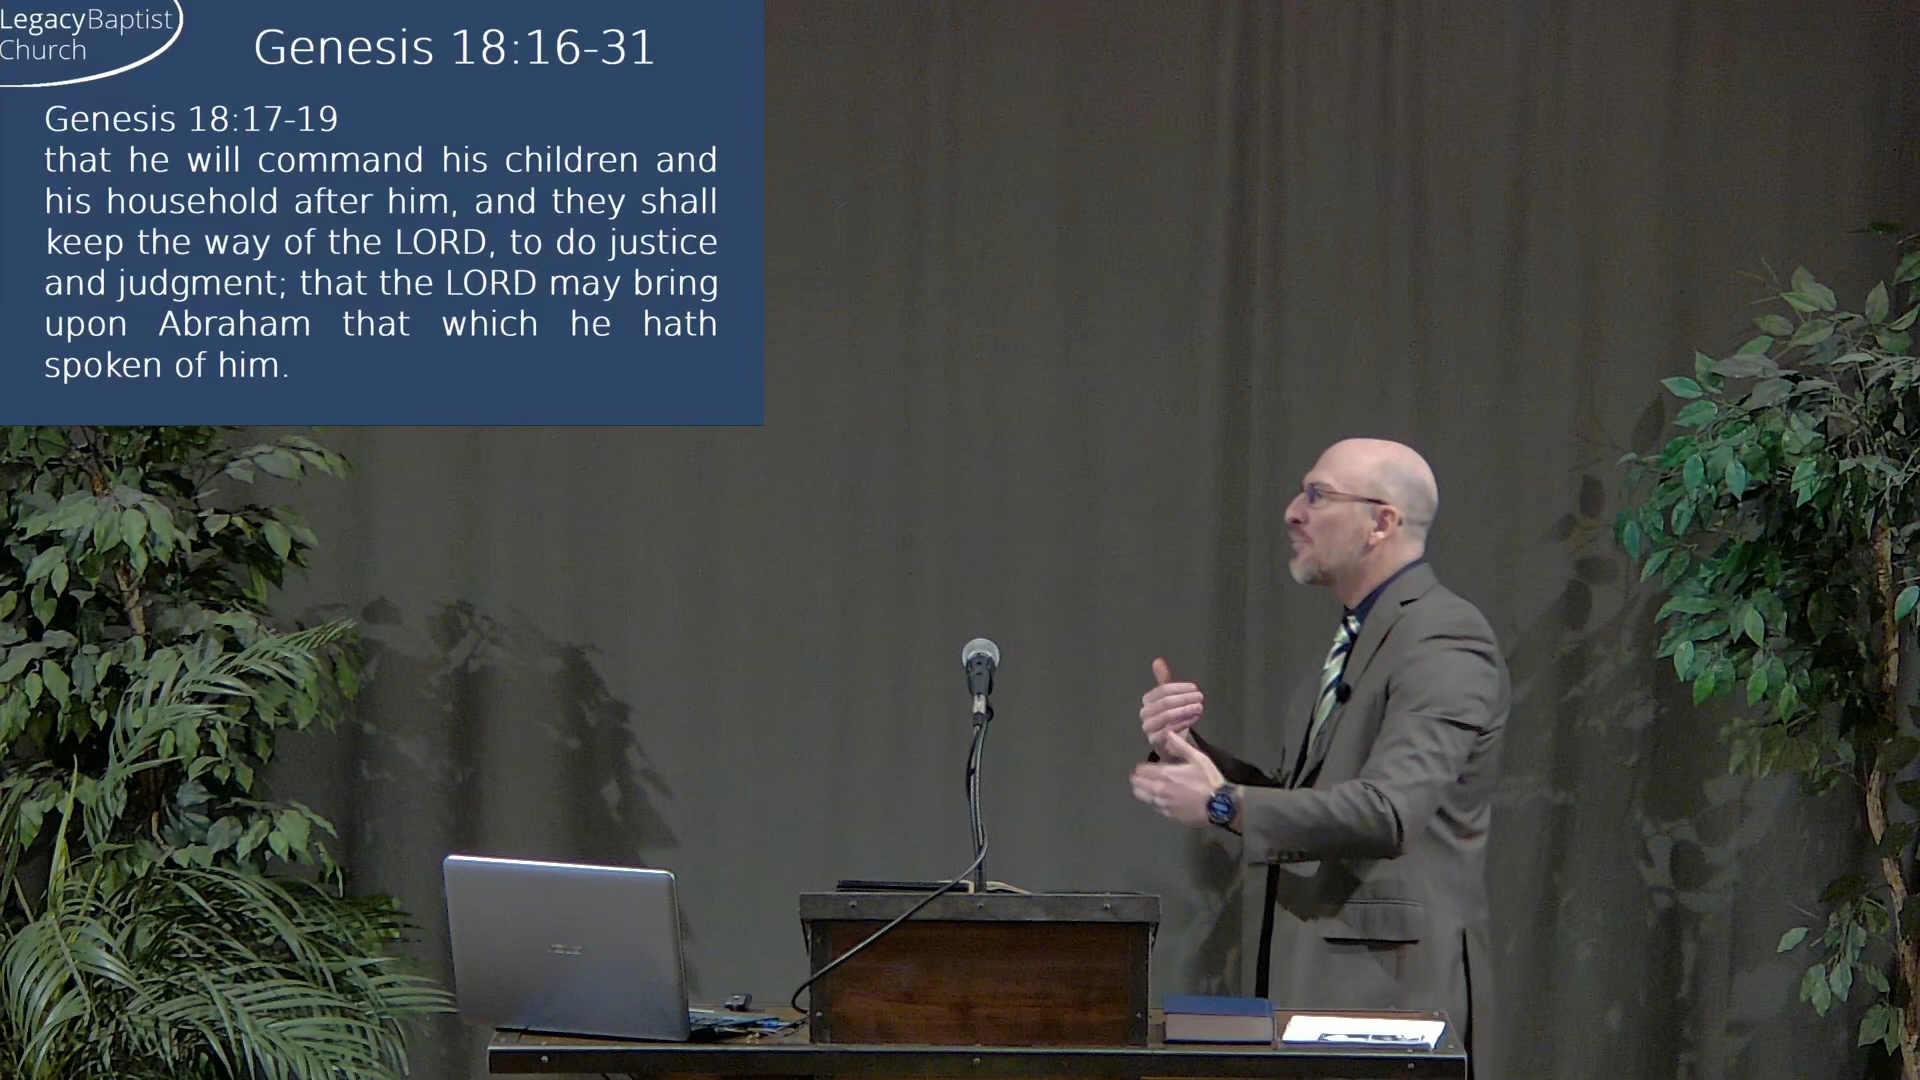 LegacyBaptist
Church
Genesis 18:16-31
Genesis 18:17-19
that he will command his children and
his household after him, and they shall
keep the way of the LORD, to do justice
and judgment; that the LORD may bring
upon Abraham that which he hath
spoken of him.
ASUS